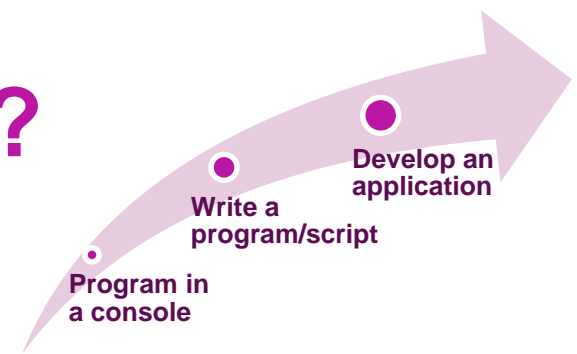 ?
Develop an
application
Write a
program/script
Program in
a console